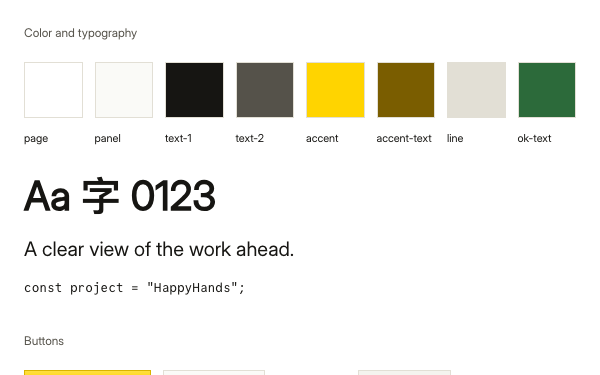 Color and typography
page panel text-1 text-2 accent accent-text line ok-text
Aa 字 0123
A clear view of the work ahead.
const project = "HappyHands";
Buttons